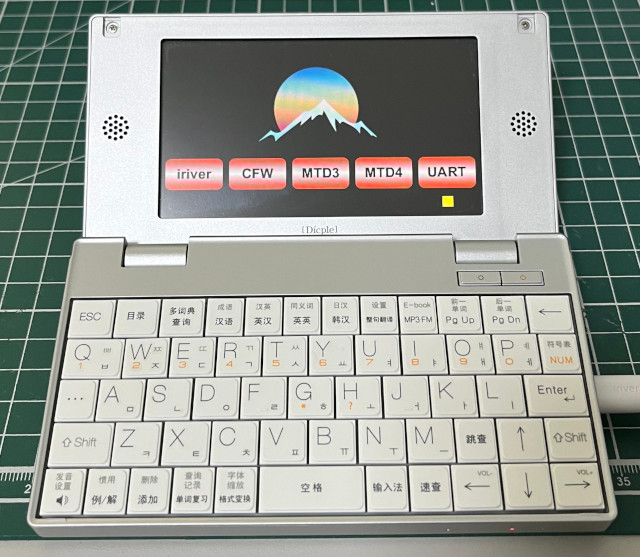 iriver CFW MTD3 MTD4 UART
[Dicple]
ESC 目录 多词典 查询 成语 汉语 汉英 英汉 同义词 英英 日汉 韩汉 设置 整句翻译 E-book MP3·FM 前一单词 Pg Up 后一单词 Pg Dn ←
Q 1 ㅂ W 2 ㅈ E 3 ㄷ R 4 ㄱ T 5 ㅅ Y 6 ㅛ U 7 ㅕ I 8 ㅑ O 9 ㅐ P 0 ㅔ 符号表 NUM
... A ㅁ S ㄴ D ㅇ F ㄹ G * ㅎ H ㅗ J ㅓ K ㅏ L ㅣ Enter ↵
⇧Shift Z ㅋ X ㅌ C ㅊ V ㅍ B ㅠ N ㅜ M ㅡ 跳查 ↑ ⇧Shift
发音 设置 惯用 例/解 删除 添加 查询 记录 单词复习 字体 缩放 格式变换 空格 输入法 速查 VOL- ← ↓ VOL+ →
35